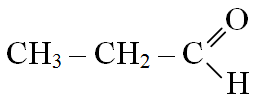 O
CH₃ – CH₂ – C
H